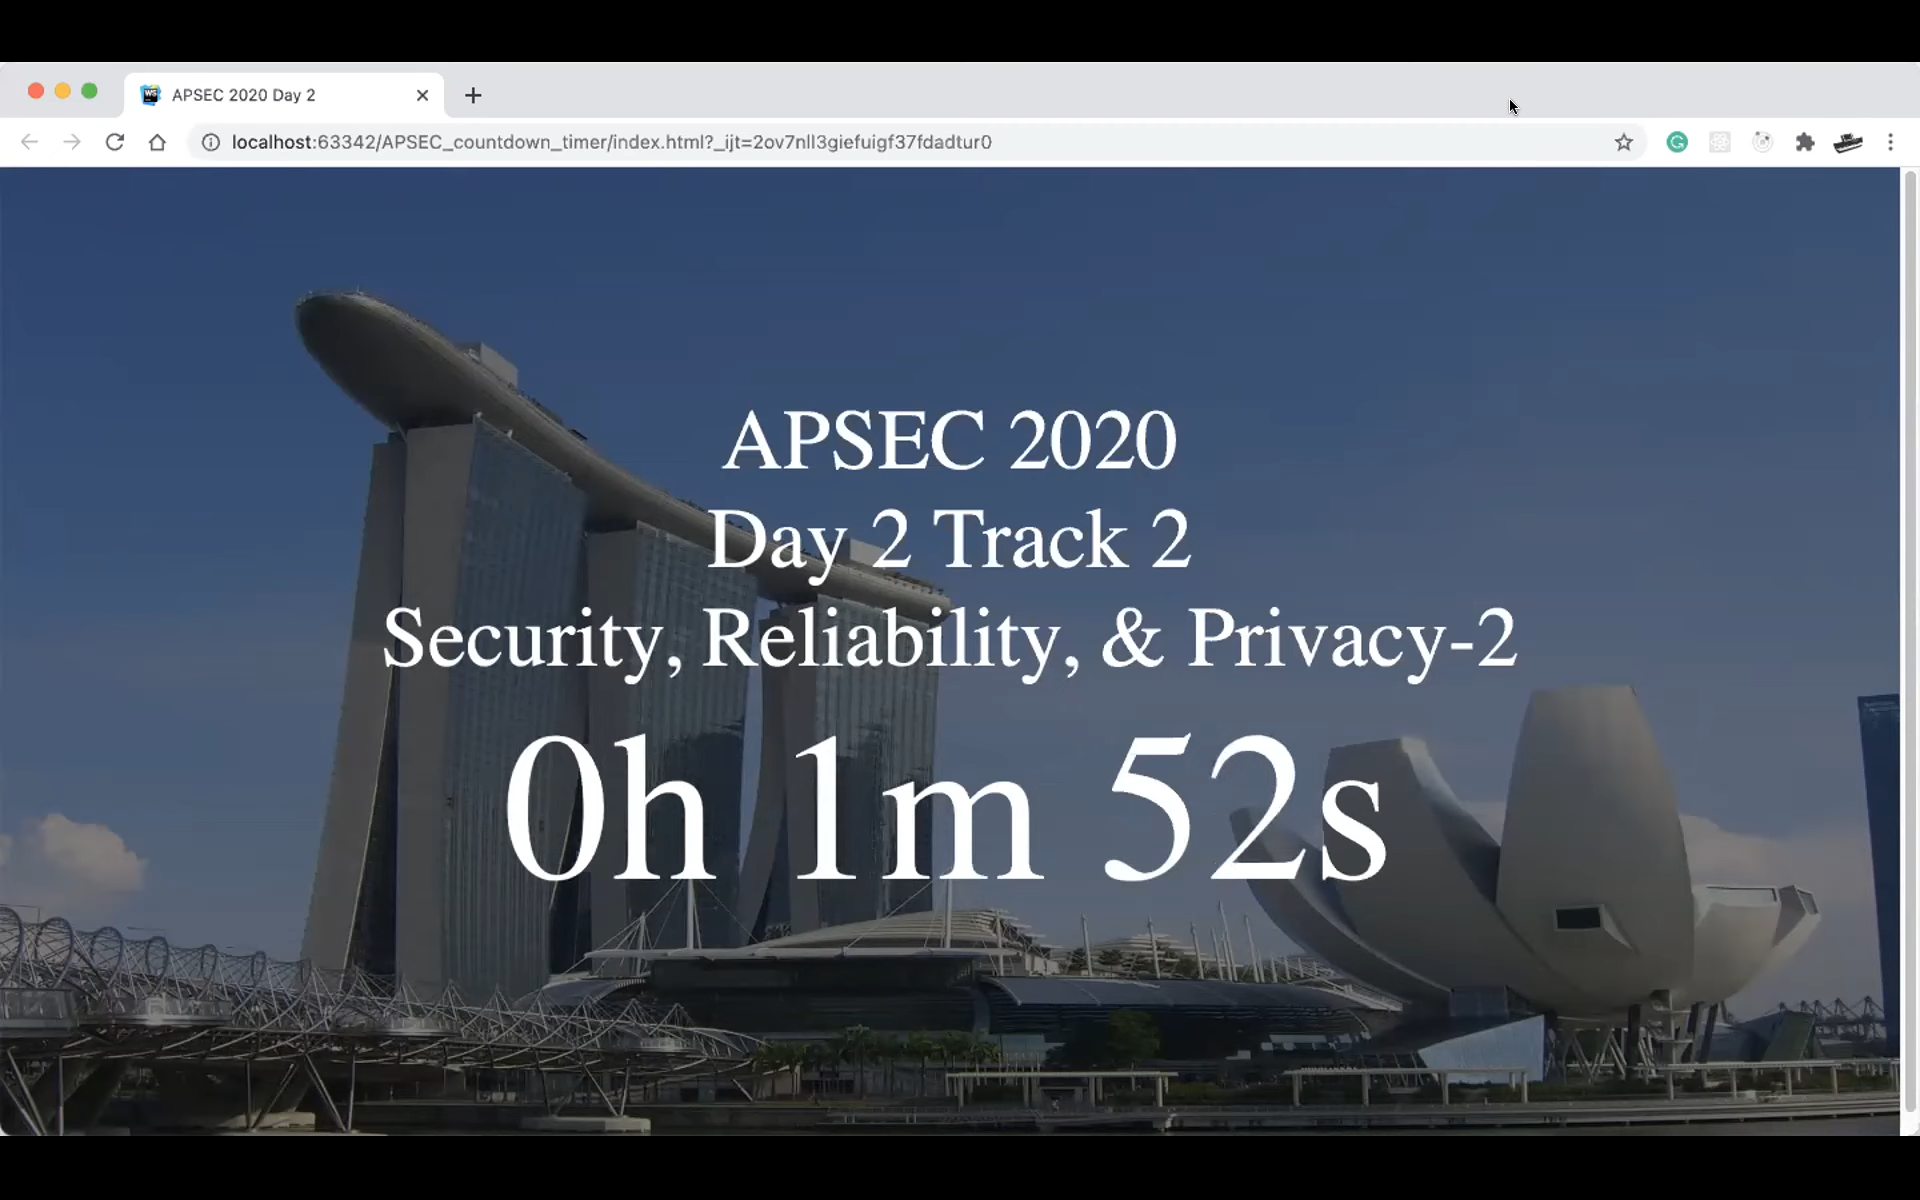 APSEC 2020 Day 2
localhost:63342/APSEC_countdown_timer/index.html?_ijt=2ov7nll3giefuigf37fdadtur0
APSEC 2020
Day 2 Track 2
Security, Reliability, & Privacy-2
0h 1m 52s